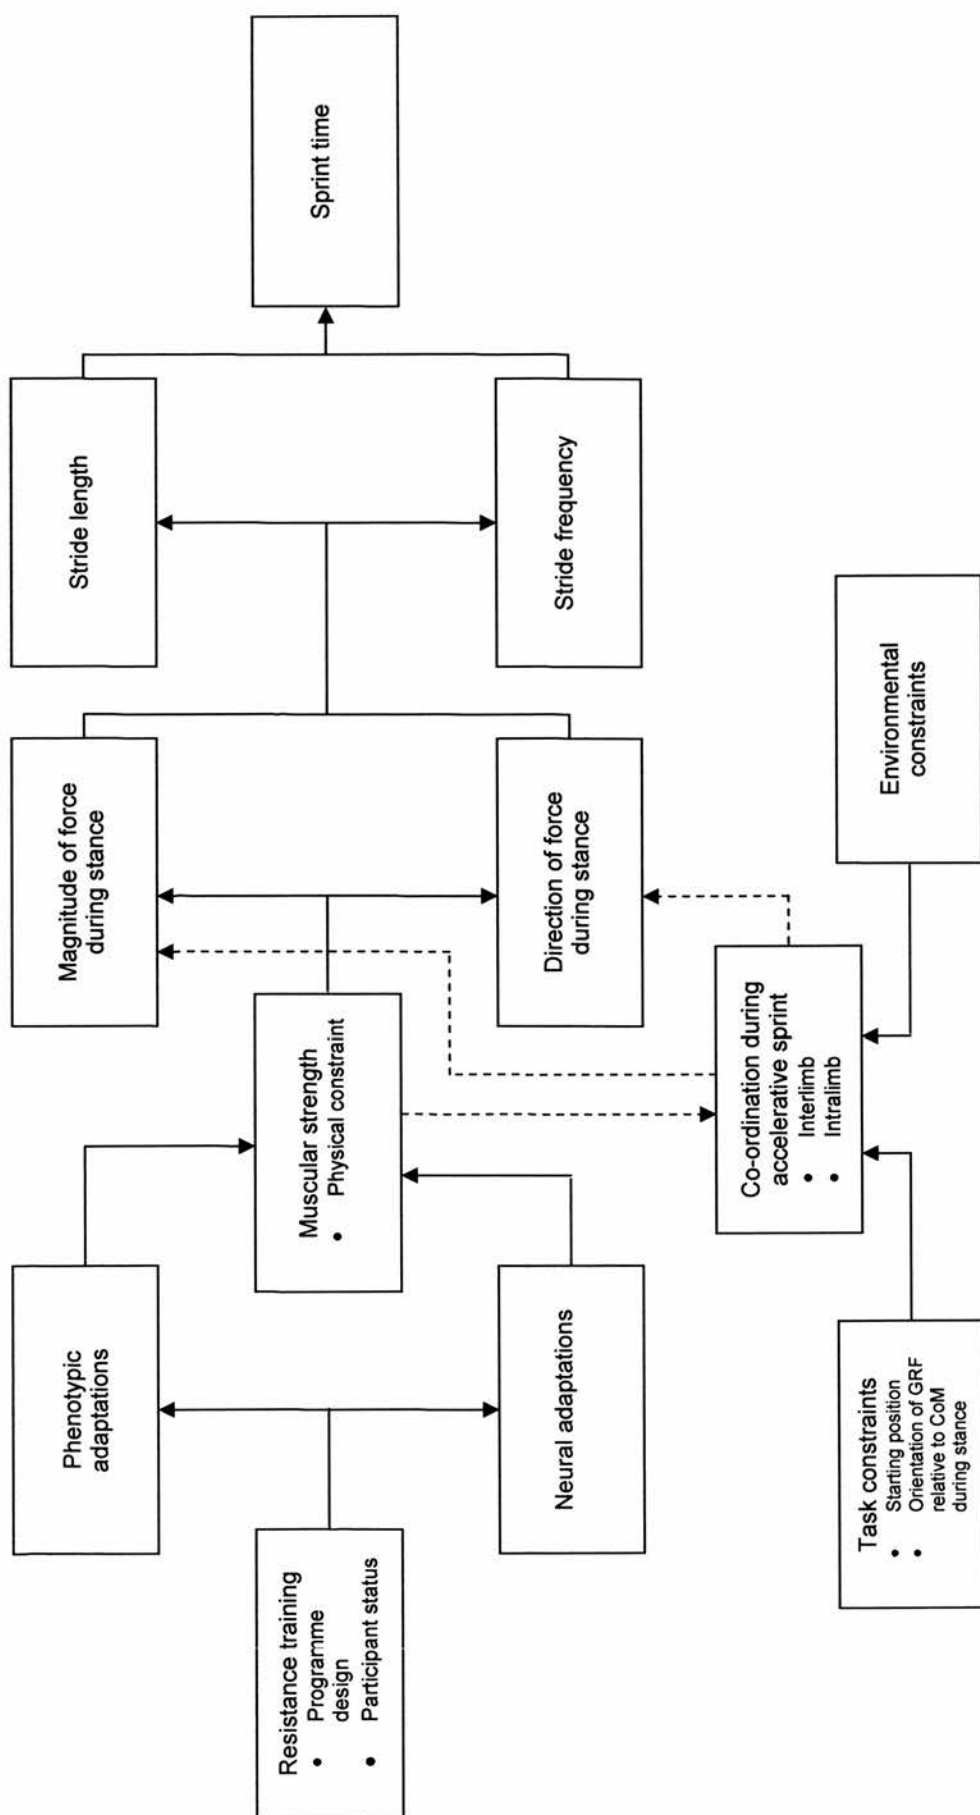 Resistance training
• Programme
design
• Participant status
Phenotypic
adaptations
Neural adaptations
Muscular strength
• Physical constraint
Magnitude of force
during stance
Direction of force
during stance
Stride length
Stride frequency
Sprint time
Task constraints
• Starting position
• Orientation of GRF
relative to CoM
during stance
Co-ordination during
accelerative sprint
• Interlimb
• Intralimb
Environmental
constraints